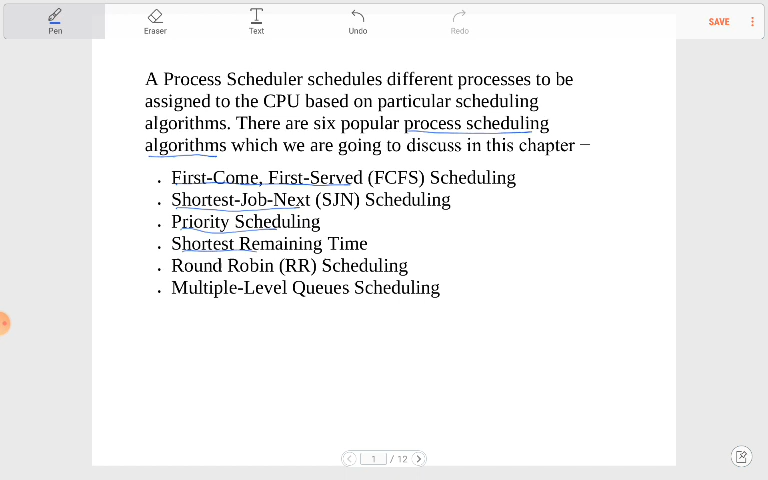 Pen Eraser Text Undo Redo SAVE
A Process Scheduler schedules different processes to be
assigned to the CPU based on particular scheduling
algorithms. There are six popular process scheduling
algorithms which we are going to discuss in this chapter −
• First-Come, First-Served (FCFS) Scheduling
• Shortest-Job-Next (SJN) Scheduling
• Priority Scheduling
• Shortest Remaining Time
• Round Robin (RR) Scheduling
• Multiple-Level Queues Scheduling
1 / 12